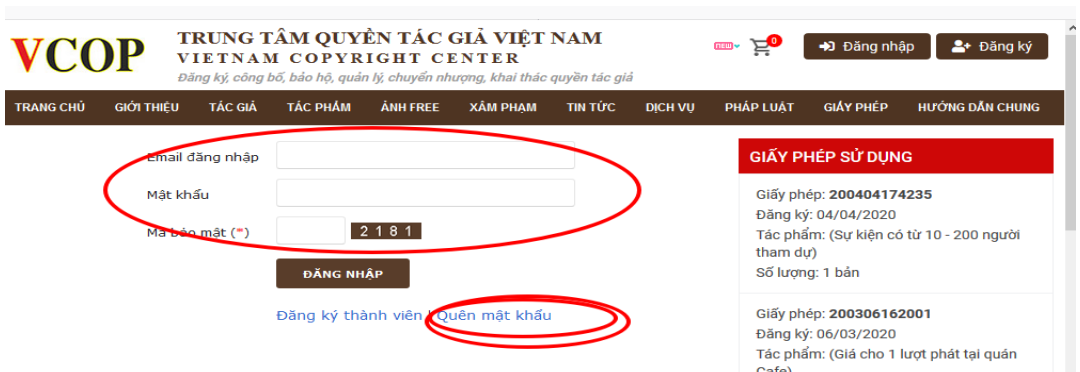 VCOP
TRUNG TÂM QUYỀN TÁC GIẢ VIỆT NAM
VIETNAM COPYRIGHT CENTER
Đăng ký, công bố, bảo hộ, quản lý, chuyển nhượng, khai thác quyền tác giả
NEW 0 Đăng nhập Đăng ký
TRANG CHỦ GIỚI THIỆU TÁC GIẢ TÁC PHẨM ẢNH FREE XÂM PHẠM TIN TỨC DỊCH VỤ PHÁP LUẬT GIẤY PHÉP HƯỚNG DẪN CHUNG
Email đăng nhập
Mật khẩu
Mã bảo mật (*) 2181
ĐĂNG NHẬP
Đăng ký thành viên | Quên mật khẩu
GIẤY PHÉP SỬ DỤNG
Giấy phép: 200404174235
Đăng ký: 04/04/2020
Tác phẩm: (Sự kiện có từ 10 - 200 người
tham dự)
Số lượng: 1 bản
Giấy phép: 200306162001
Đăng ký: 06/03/2020
Tác phẩm: (Giá cho 1 lượt phát tại quán
Cafe)